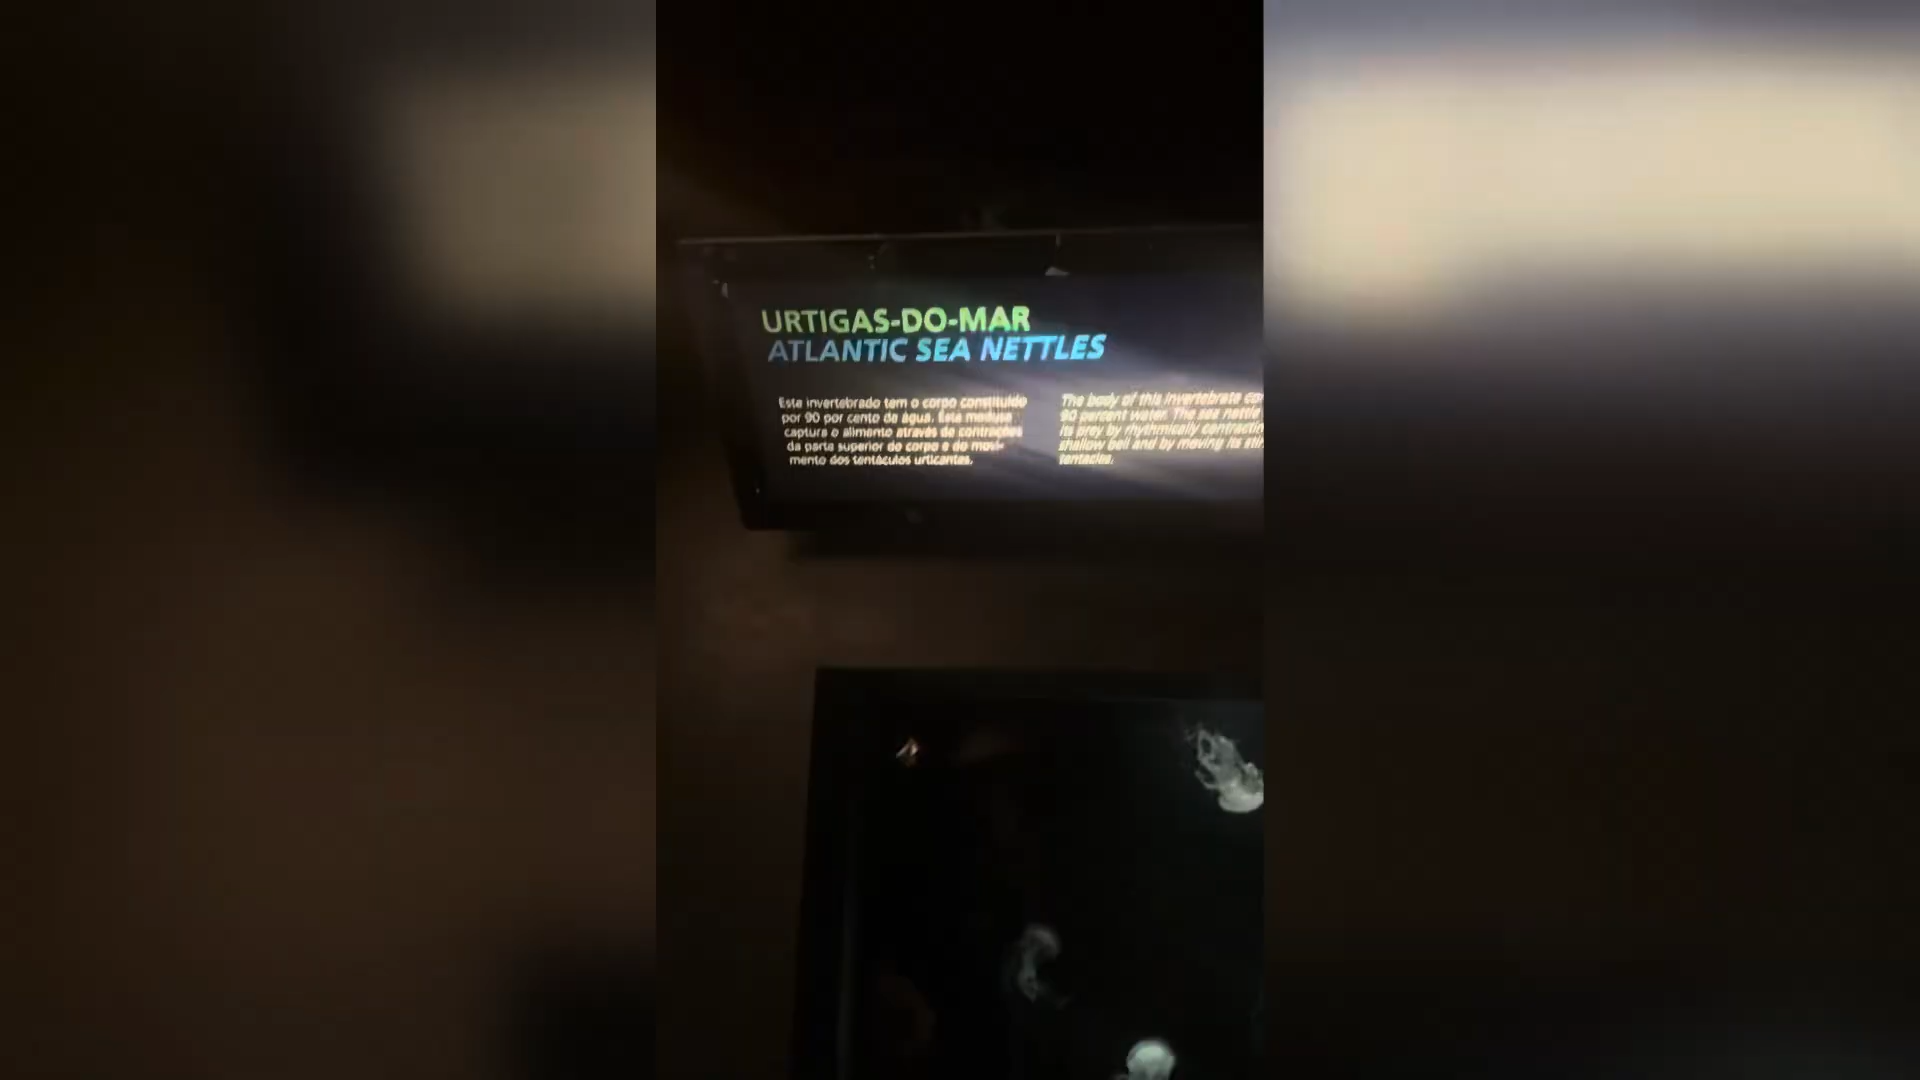 URTIGAS-DO-MAR
ATLANTIC SEA NETTLES
Este invertebrado tem o corpo constituído
por 90 por cento de água. Esta medusa
captura o alimento através de contrações
da parte superior do corpo e do movi-
mento dos tentáculos urticantes.
The body of this invertebrate
90 percent water. The sea nettle
its prey by rhythmically
shallow bell and by moving its
tentacles.